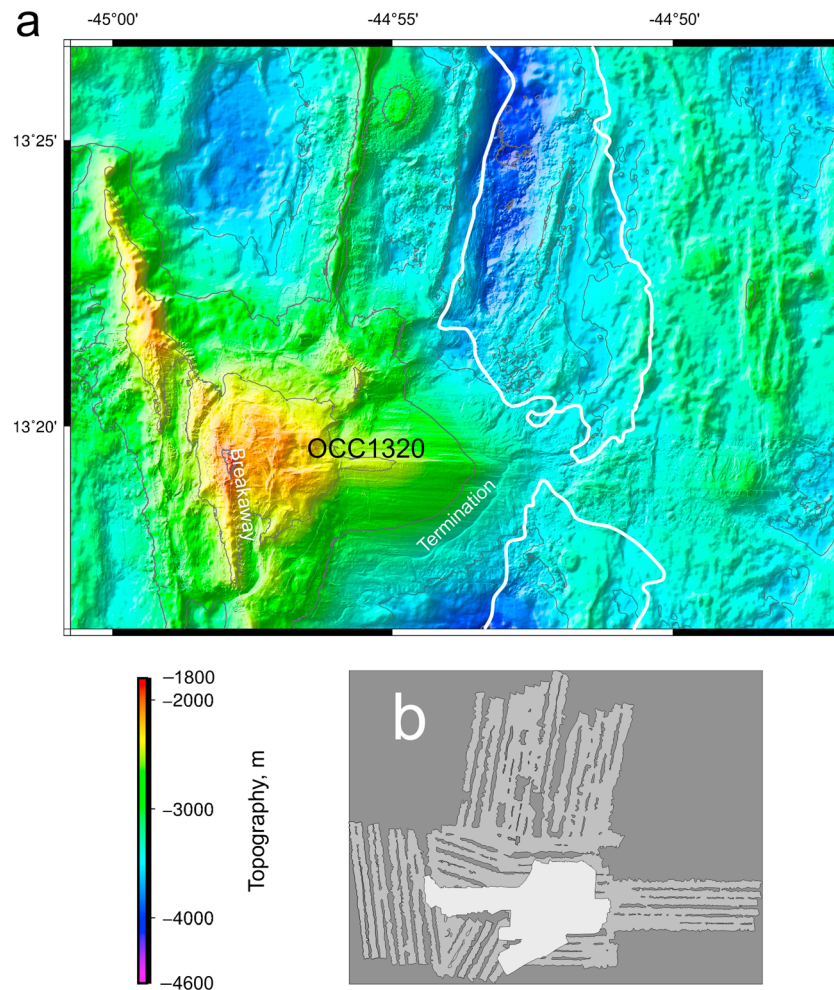 a
-45°00'
-44°55'
-44°50'
13°25'
13°20'
OCC1320
Breakaway
Termination
−1800
−2000
−3000
−4000
−4600
Topography, m
b